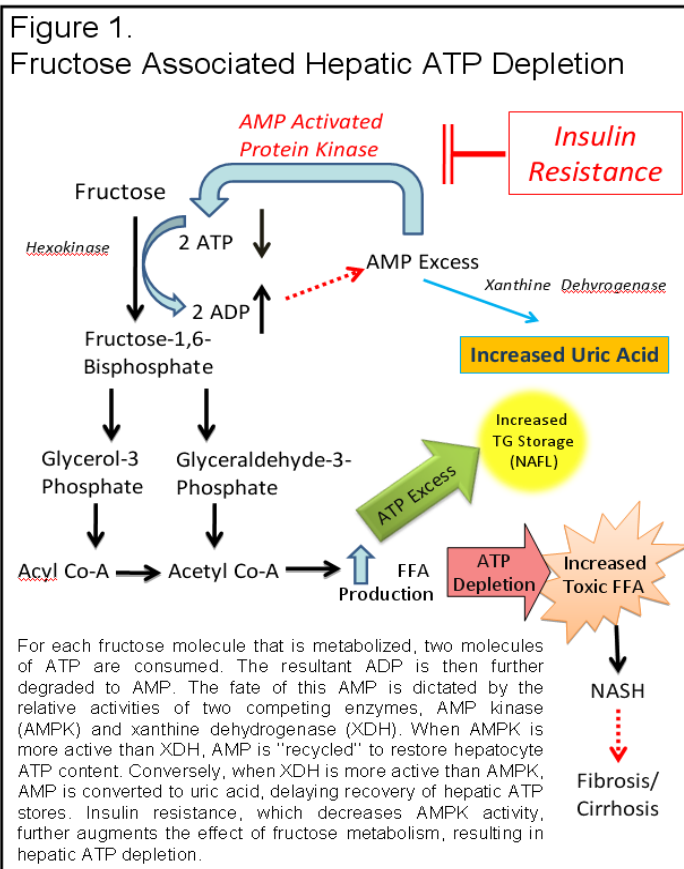 Figure 1.
Fructose Associated Hepatic ATP Depletion
AMP Activated
Protein Kinase
Insulin
Resistance
Fructose
Hexokinase
2 ATP
2 ADP
AMP Excess
Xanthine Dehvrogenase
Increased Uric Acid
Fructose-1,6-
Bisphosphate
Increased
TG Storage
(NAFL)
Glycerol-3
Phosphate
Glyceraldehyde-3-
Phosphate
ATP Excess
Acyl Co-A
Acetyl Co-A
FFA
Production
ATP
Depletion
Increased
Toxic FFA
NASH
Fibrosis/
Cirrhosis
For each fructose molecule that is metabolized, two molecules
of ATP are consumed. The resultant ADP is then further
degraded to AMP. The fate of this AMP is dictated by the
relative activities of two competing enzymes, AMP kinase
(AMPK) and xanthine dehydrogenase (XDH). When AMPK is
more active than XDH, AMP is "recycled" to restore hepatocyte
ATP content. Conversely, when XDH is more active than AMPK,
AMP is converted to uric acid, delaying recovery of hepatic ATP
stores. Insulin resistance, which decreases AMPK activity,
further augments the effect of fructose metabolism, resulting in
hepatic ATP depletion.